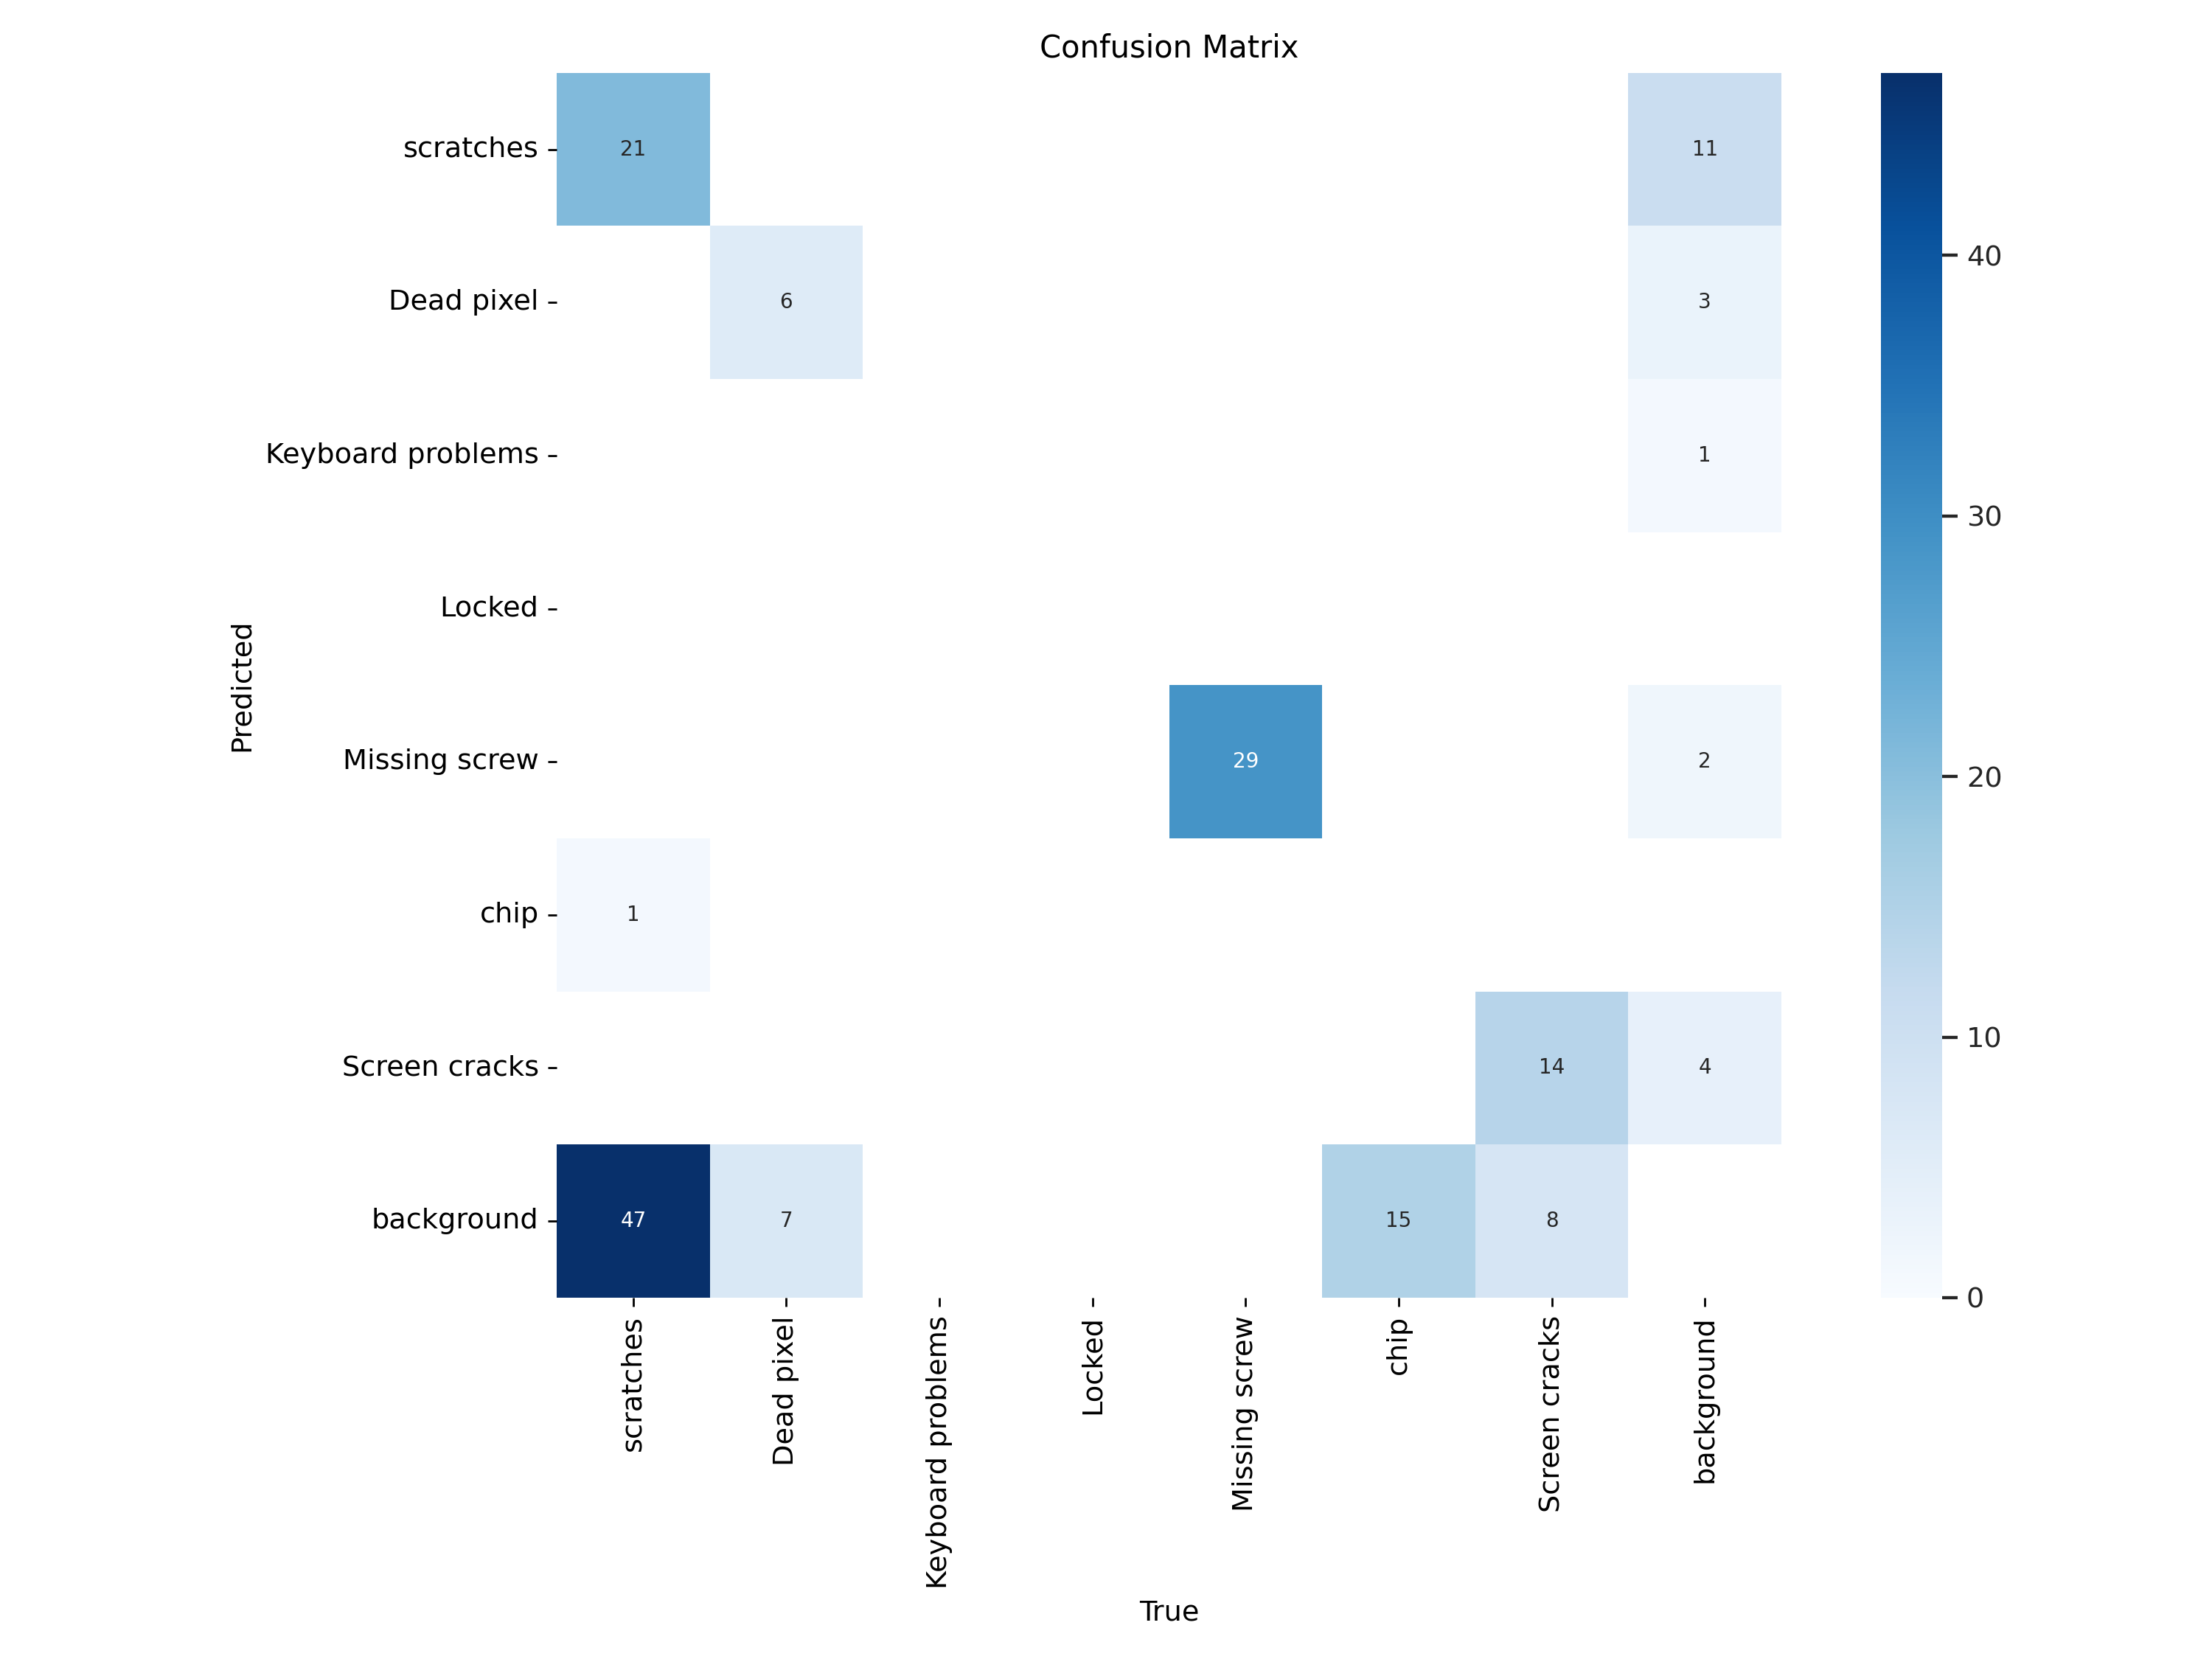 Confusion Matrix
scratches
21
11
Dead pixel
6
3
Keyboard problems
1
Locked
Missing screw
29
2
chip
1
Screen cracks
14
4
background
47
7
15
8
Predicted
scratches
Dead pixel
Keyboard problems
Locked
Missing screw
chip
Screen cracks
background
True
40
30
20
10
0